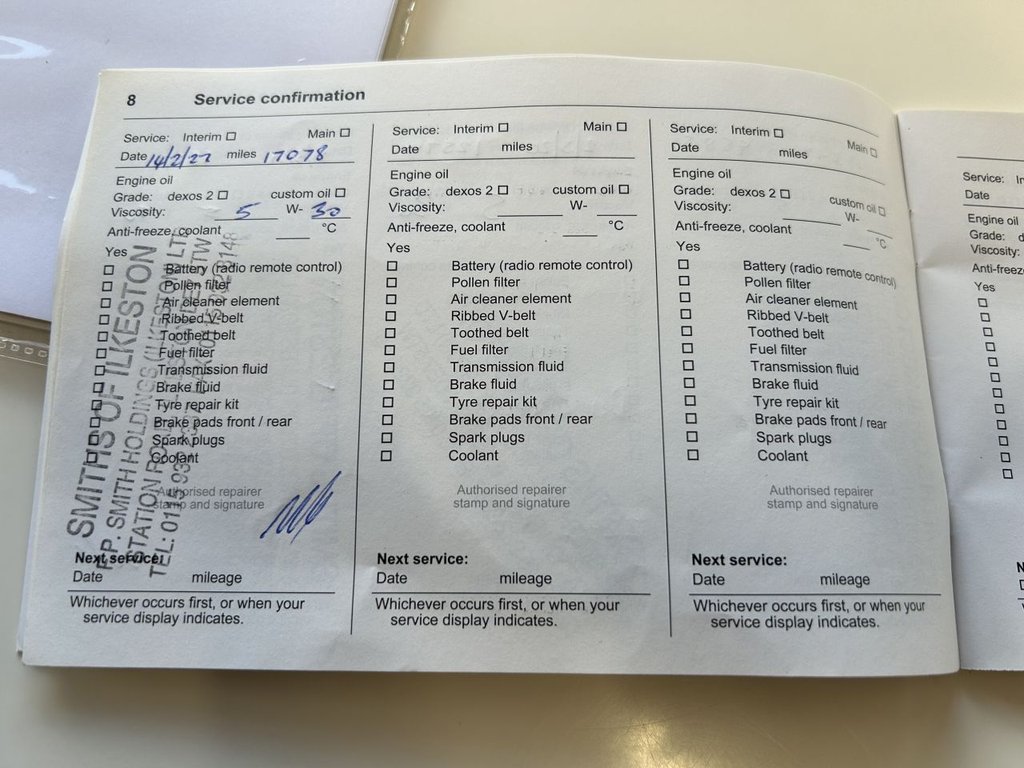 8 Service confirmation
Service: Interim Main
Date 14/2/22 miles 17078
Engine oil
Grade: dexos 2 custom oil
Viscosity: 5 W- 30
Anti-freeze, coolant °C
Yes
Battery (radio remote control)
Pollen filter
Air cleaner element
Ribbed V-belt
Toothed belt
Fuel filter
Transmission fluid
Brake fluid
Tyre repair kit
Brake pads front / rear
Spark plugs
Coolant
Authorised repairer
stamp and signature
SMITHS OF ILKESTON
SMITH HOLDINGS (ILKESTON) LTD
STATION
TEL: 0115
Next service:
Date mileage
Whichever occurs first, or when your
service display indicates.
Service: Interim Main
Date miles
Engine oil
Grade: dexos 2 custom oil
Viscosity: W-
Anti-freeze, coolant °C
Yes
Battery (radio remote control)
Pollen filter
Air cleaner element
Ribbed V-belt
Toothed belt
Fuel filter
Transmission fluid
Brake fluid
Tyre repair kit
Brake pads front / rear
Spark plugs
Coolant
Authorised repairer
stamp and signature
Next service:
Date mileage
Whichever occurs first, or when your
service display indicates.
Service: Interim Main
Date miles
Engine oil
Grade: dexos 2 custom oil
Viscosity: W-
Anti-freeze, coolant °C
Yes
Battery (radio remote control)
Pollen filter
Air cleaner element
Ribbed V-belt
Toothed belt
Fuel filter
Transmission fluid
Brake fluid
Tyre repair kit
Brake pads front / rear
Spark plugs
Coolant
Authorised repairer
stamp and signature
Next service:
Date mileage
Whichever occurs first, or when your
service display indicates.
Service:
Date
Engine oil
Grade:
Viscosity:
Anti-freeze
Yes